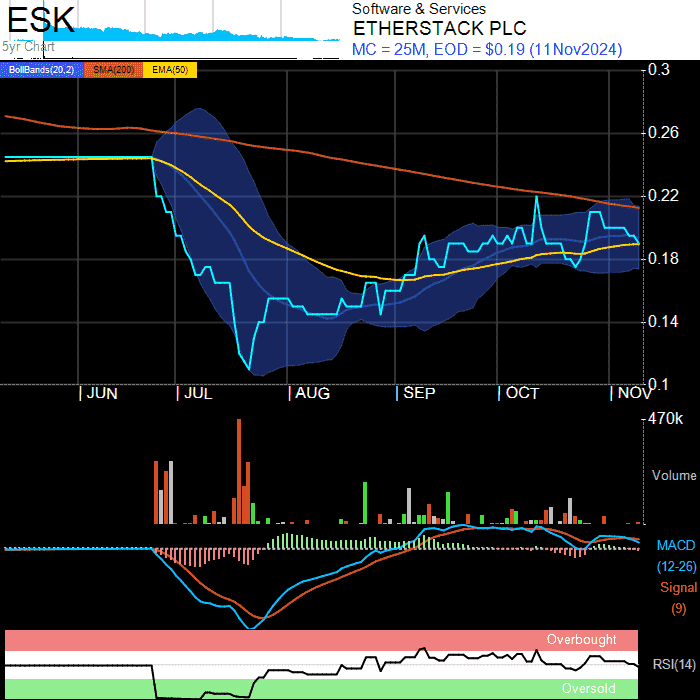 ESK
5yr Chart
Software & Services
ETHERSTACK PLC
MC = 25M, EOD = $0.19 (11Nov2024)
BollBands(20,2) SMA(200) EMA(50)
0.3
0.26
0.22
0.18
0.14
0.1
| JUN | JUL | AUG | SEP | OCT | NOV
470k
Volume
MACD
(12-26)
Signal
(9)
Overbought
RSI(14)
Oversold